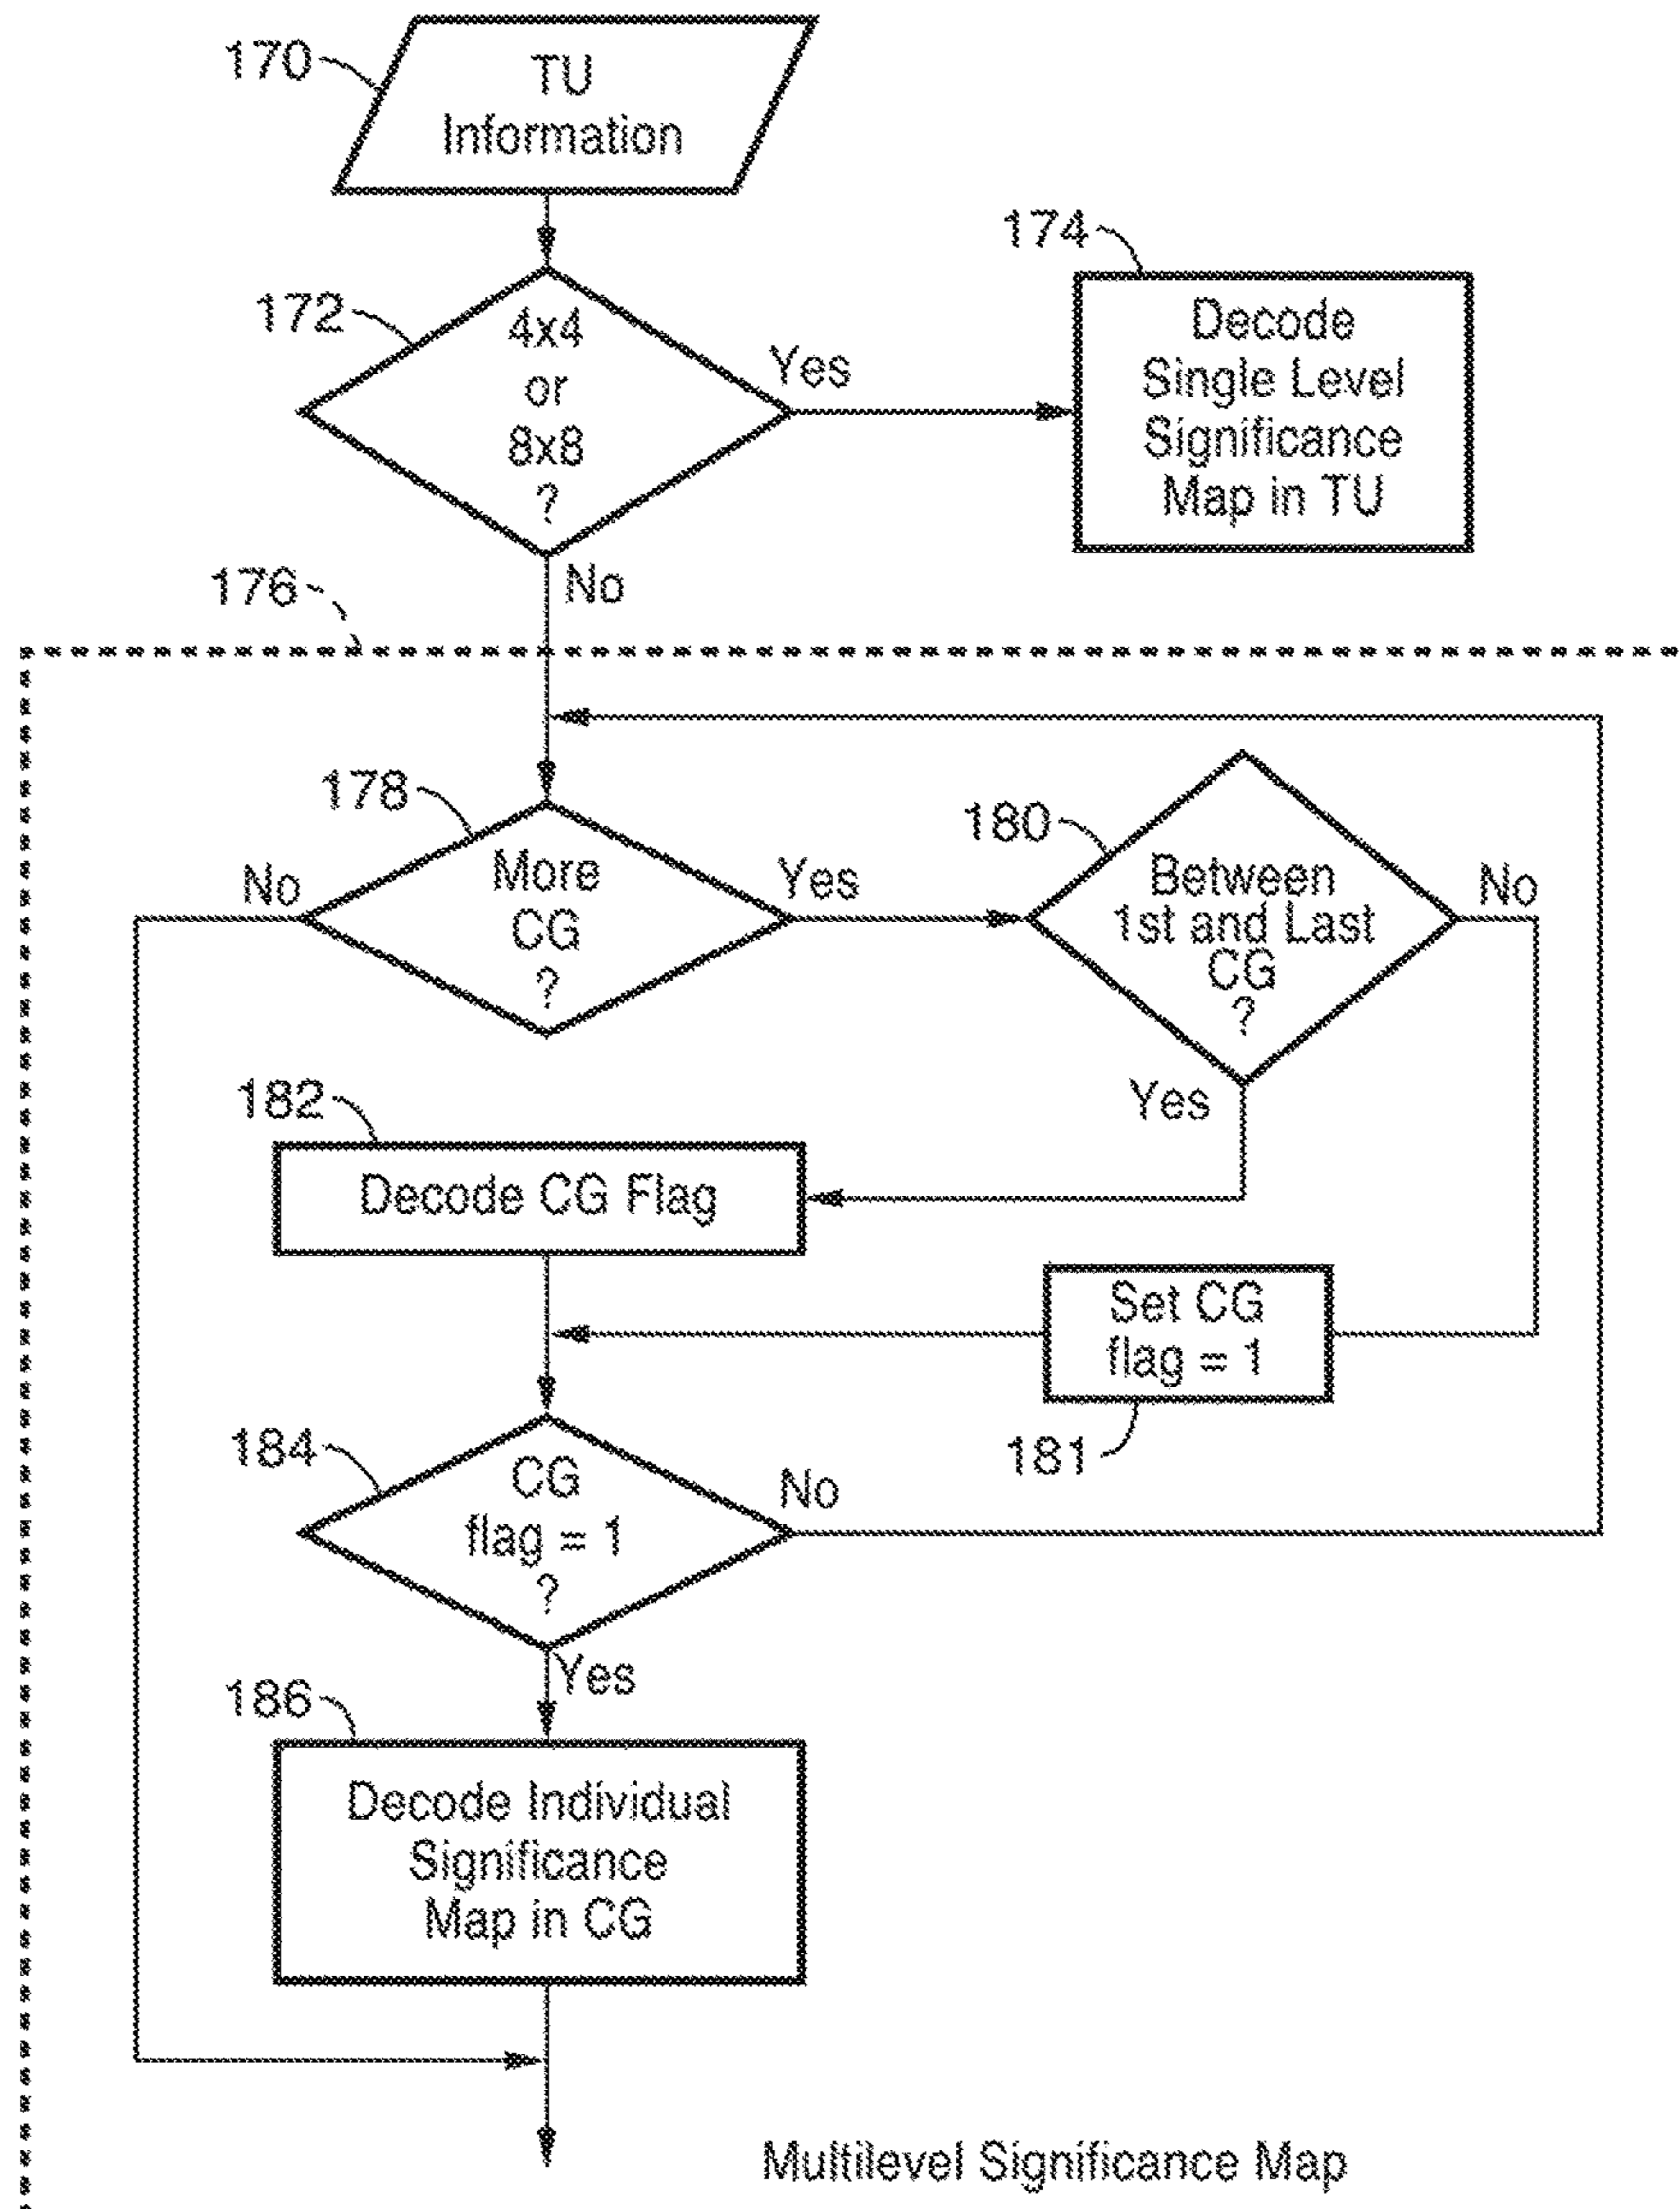 170
TU
Information
172
4x4
or
8x8
?
Yes
174
Decode
Single Level
Significance
Map in TU
No
176
178
More
CG
?
No
Yes
180
Between
1st and Last
CG
?
No
Yes
182
Decode CG Flag
Set CG
flag = 1
181
184
CG
flag = 1
?
No
Yes
186
Decode Individual
Significance
Map in CG
Multilevel Significance Map